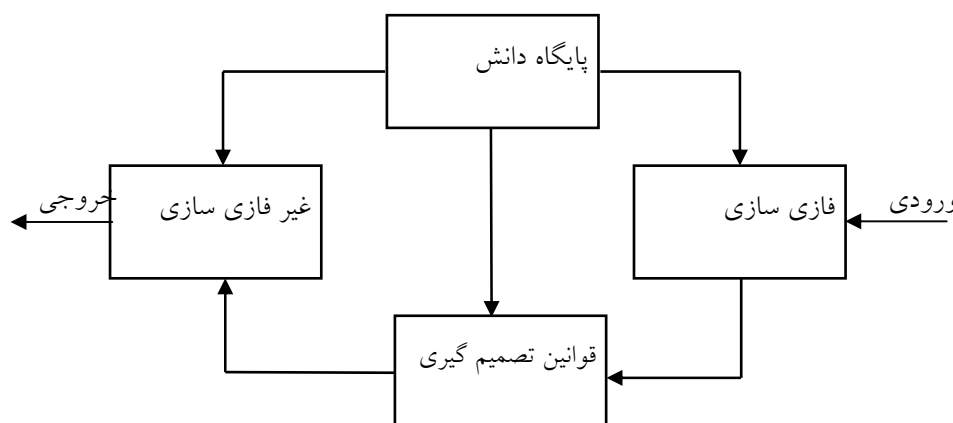 پایگاه دانش
ورودی
فازی سازی
غیر فازی سازی
خروجی
قوانین تصمیم گیری